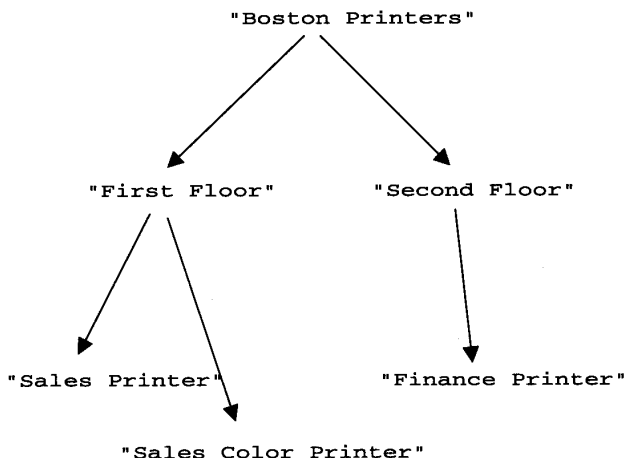 "Boston Printers"
"First Floor"
"Second Floor"
"Sales Printer"
"Finance Printer"
"Sales Color Printer"